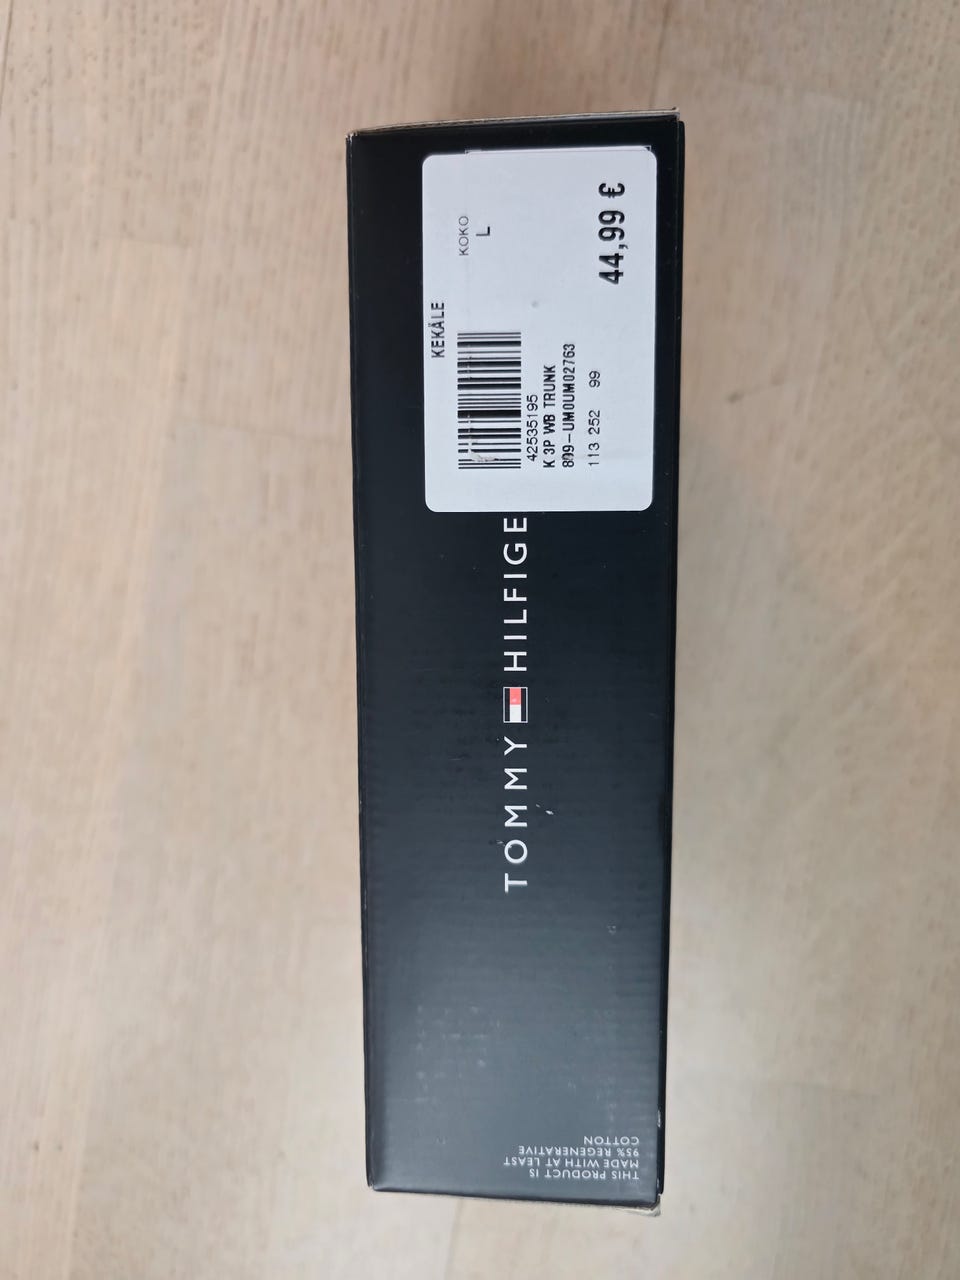 KEKÄLE
KOKO
L
42535195
K 3P WB TRUNK
809-UM0UM02763
113 252 99
44,99 €
TOMMY HILFIGE
THIS PRODUCT IS
MADE WITH AT LEAST
95% REGENERATIVE
COTTON